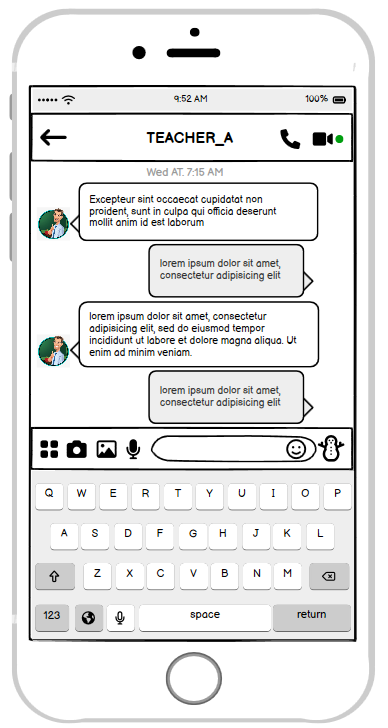 9:52 AM 100%
TEACHER_A
Wed AT. 7:15 AM
Excepteur sint occaecat cupidatat non
proident, sunt in culpa qui officia deserunt
mollit anim id est laborum
lorem ipsum dolor sit amet,
consectetur adipisicing elit
lorem ipsum dolor sit amet, consectetur
adipisicing elit, sed do eiusmod tempor
incididunt ut labore et dolore magna aliqua. Ut
enim ad minim veniam.
lorem ipsum dolor sit amet,
consectetur adipisicing elit
Q W E R T Y U I O P
A S D F G H J K L
Z X C V B N M
123 space return